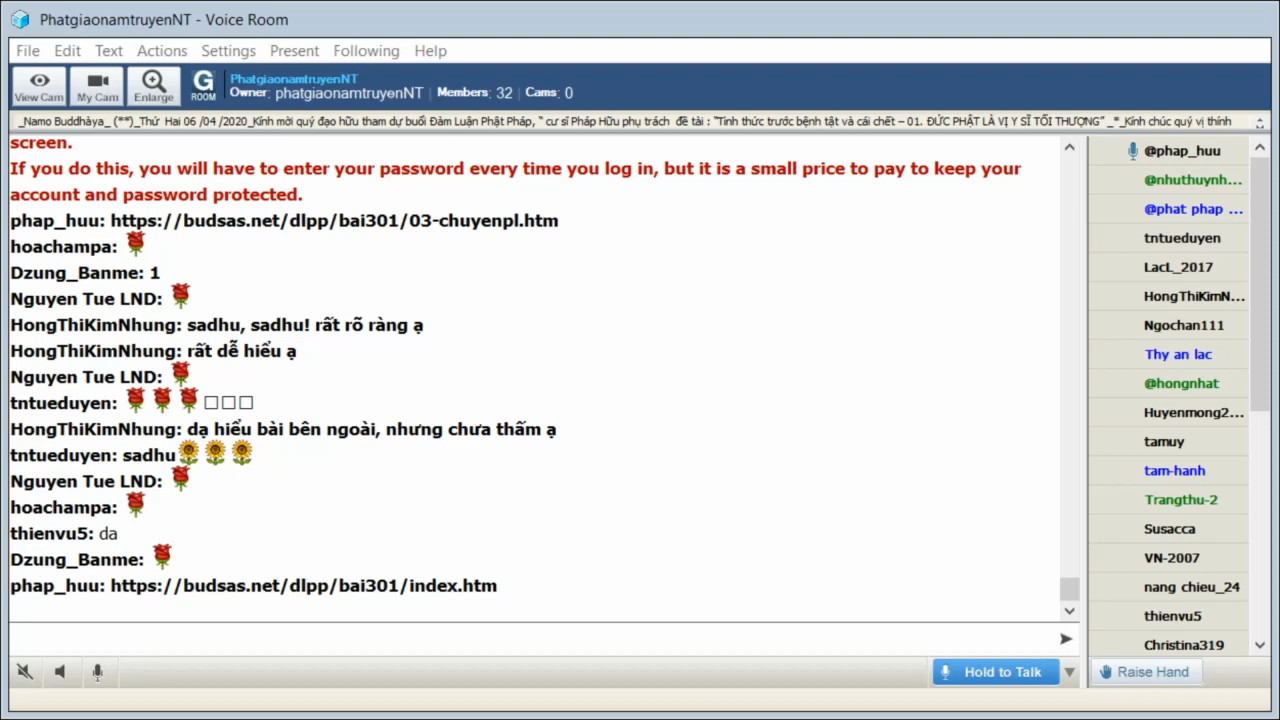 PhatgiaonamtruyenNT - Voice Room
File Edit Text Actions Settings Present Following Help
View Cam My Cam Enlarge G ROOM
PhatgiaonamtruyenNT
Owner: phatgiaonamtruyenNT | Members: 32 | Cams: 0
_Namo Buddhàya_ (**)_Thứ Hai 06 /04 /2020_Kính mời quý đạo hữu tham dự buổi Đàm Luận Phật Pháp, “ cư sĩ Pháp Hữu phụ trách đề tài : “Tỉnh thức trước bệnh tật và cái chết – 01. ĐỨC PHẬT LÀ VỊ Y SĨ TỐI THƯỢNG” _*_Kính chúc quý vị thính
screen.
If you do this, you will have to enter your password every time you log in, but it is a small price to pay to keep your
account and password protected.
phap_huu: https://budsas.net/dlpp/bai301/03-chuyenpl.htm
hoachampa:
Dzung_Banme: 1
Nguyen Tue LND:
HongThiKimNhung: sadhu, sadhu! rất rõ ràng ạ
HongThiKimNhung: rất dễ hiểu ạ
Nguyen Tue LND:
tntueduyen:
HongThiKimNhung: dạ hiểu bài bên ngoài, nhưng chưa thấm ạ
tntueduyen: sadhu
Nguyen Tue LND:
hoachampa:
thienvu5: da
Dzung_Banme:
phap_huu: https://budsas.net/dlpp/bai301/index.htm
Hold to Talk
@phap_huu
@nhuthuynh...
@phat phap ...
tntueduyen
LacL_2017
HongThiKimN...
Ngochan111
Thy an lac
@hongnhat
Huyenmong2...
tamuy
tam-hanh
Trangthu-2
Susacca
VN-2007
nang chieu_24
thienvu5
Christina319
Raise Hand